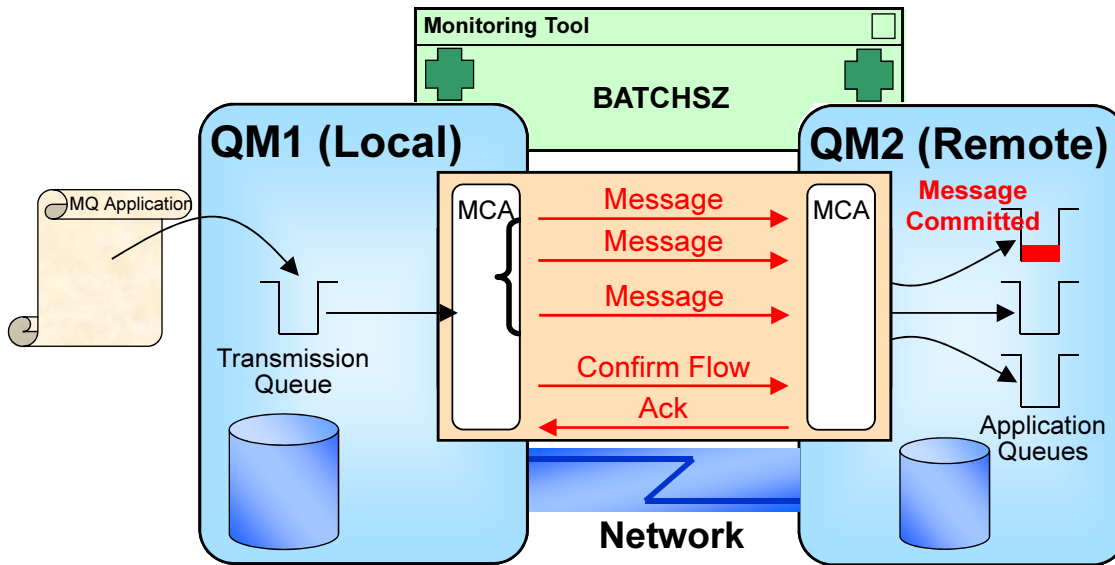 Monitoring Tool
BATCHSZ
QM1 (Local)
QM2 (Remote)
MQ Application
MCA
Message
Message
Message
Confirm Flow
Ack
MCA
Message
Committed
Transmission
Queue
Application
Queues
Network